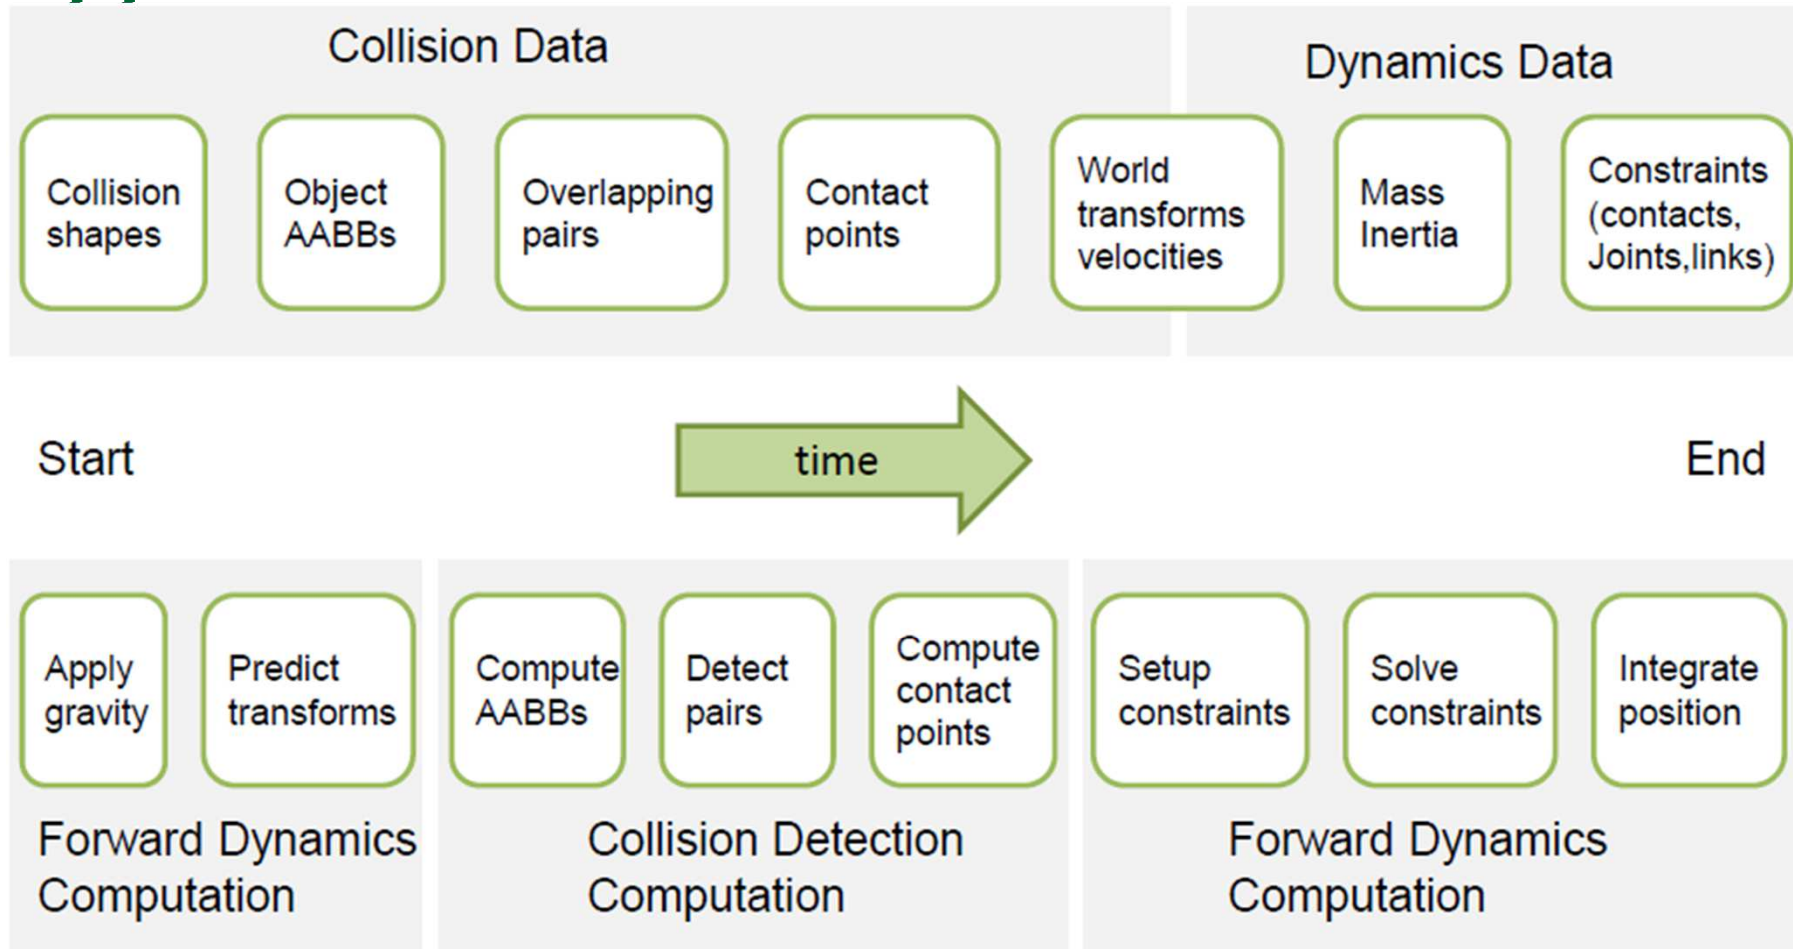 Collision Data
Dynamics Data
Collision
shapes
Object
AABBs
Overlapping
pairs
Contact
points
World
transforms
velocities
Mass
Inertia
Constraints
(contacts,
Joints,links)
Start
time
End
Apply
gravity
Predict
transforms
Compute
AABBs
Detect
pairs
Compute
contact
points
Setup
constraints
Solve
constraints
Integrate
position
Forward Dynamics
Computation
Collision Detection
Computation
Forward Dynamics
Computation